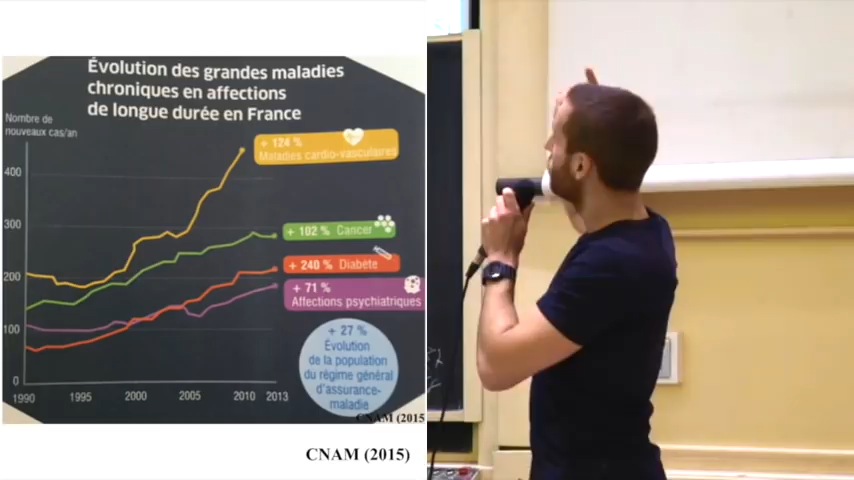 Évolution des grandes maladies
chroniques en affections
de longue durée en France
Nombre de
nouveaux cas/an
400
300
200
100
0
1990
1995
2000
2005
2010
2013
+ 124 %
Maladies cardio-vasculaires
+ 102 % Cancer
+ 240 % Diabète
+ 71 %
Affections psychiatriques
+ 27 %
Évolution
de la population
du régime général
d'assurance-
maladie
CNAM (2015
CNAM (2015)